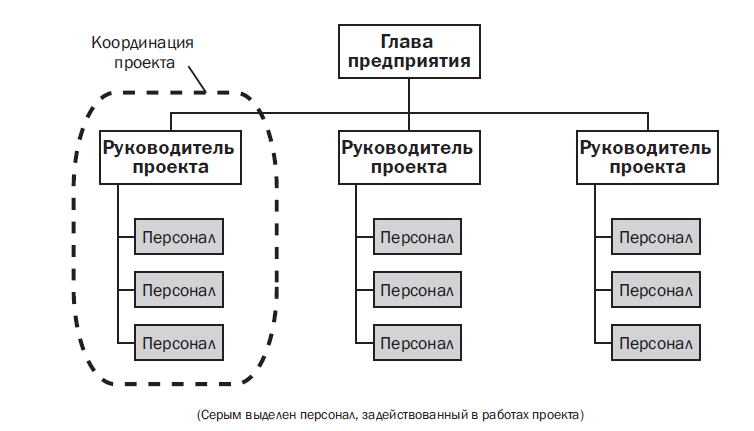 Координация
проекта
Глава
предприятия
Руководитель
проекта
Руководитель
проекта
Руководитель
проекта
Персонал
Персонал
Персонал
Персонал
Персонал
Персонал
Персонал
Персонал
Персонал
(Серым выделен персонал, задействованный в работах проекта)